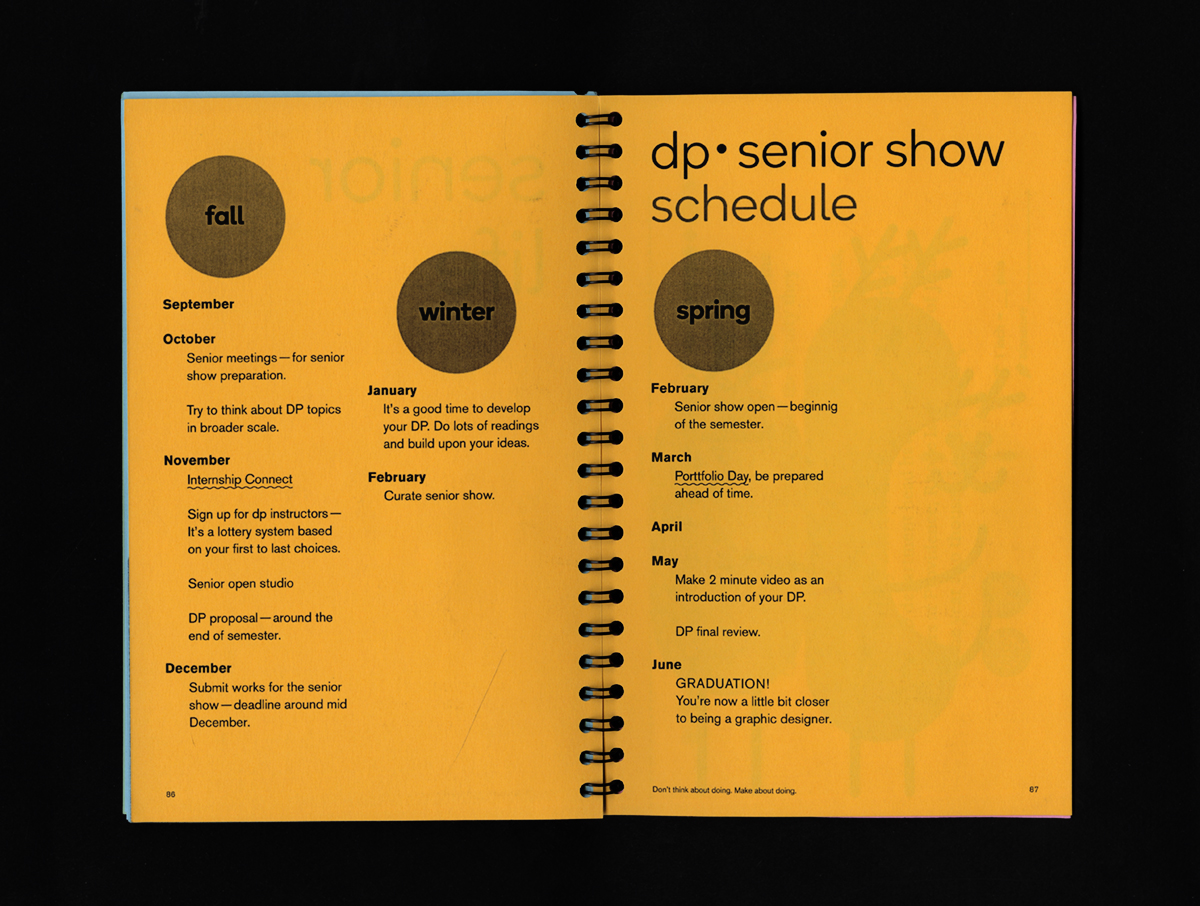 fall
September
October
Senior meetings — for senior
show preparation.
Try to think about DP topics
in broader scale.
November
Internship Connect
Sign up for dp instructors —
It's a lottery system based
on your first to last choices.
Senior open studio
DP proposal — around the
end of semester.
December
Submit works for the senior
show — deadline around mid
December.
86
winter
January
It's a good time to develop
your DP. Do lots of readings
and build upon your ideas.
February
Curate senior show.
dp • senior show
schedule
spring
February
Senior show open — beginnig
of the semester.
March
Porttfolio Day, be prepared
ahead of time.
April
May
Make 2 minute video as an
introduction of your DP.
DP final review.
June
GRADUATION!
You're now a little bit closer
to being a graphic designer.
Don't think about doing. Make about doing.
87